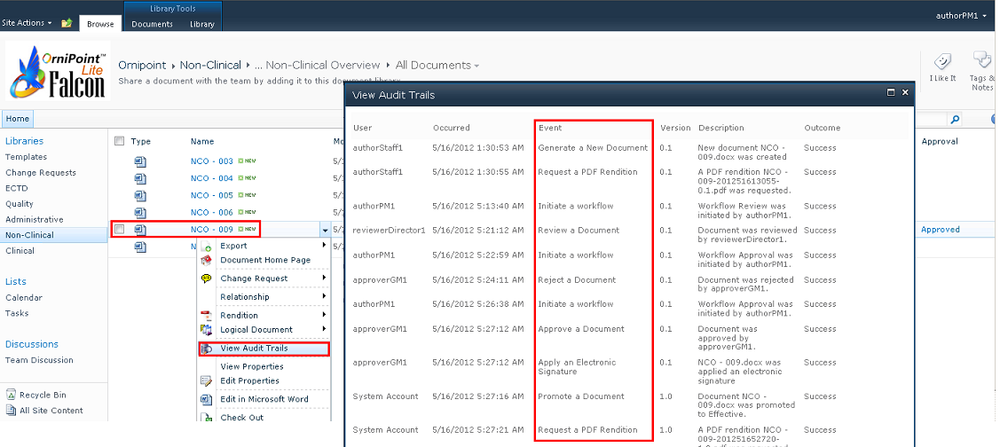 Library Tools
Site Actions
Browse
Documents
Library
authorPM1
OrniPoint™
Lite
Falcon
Ornipoint Non-Clinical ... Non-Clinical Overview All Documents
Share a document with the team by adding it to this document library.
I Like It
Tags &
Notes
Home
Libraries
Templates
Change Requests
ECTD
Quality
Administrative
Non-Clinical
Clinical
Lists
Calendar
Tasks
Discussions
Team Discussion
Recycle Bin
All Site Content
Type Name Mo Approval
NCO - 003 NEW 5/1
NCO - 004 NEW 5/1
NCO - 005 NEW 5/1
NCO - 006 NEW 5/1
NCO - 009 NEW 5/1 Approved
N 5/1
Export
Document Home Page
Change Request
Relationship
Rendition
Logical Document
View Audit Trails
View Properties
Edit Properties
Edit in Microsoft Word
Check Out
View Audit Trails
User Occurred Event Version Description Outcome
authorStaff1 5/16/2012 1:30:53 AM Generate a New Document 0.1 New document NCO - Success
009.docx was created
authorStaff1 5/16/2012 1:30:55 AM Request a PDF Rendition 0.1 A PDF rendition NCO - Success
009-201251613055-
0.1.pdf was requested.
authorPM1 5/16/2012 5:13:40 AM Initiate a workflow 0.1 Workflow Review was Success
initiated by authorPM1.
reviewerDirector1 5/16/2012 5:21:12 AM Review a Document 0.1 Document was reviewed Success
by reviewerDirector1.
authorPM1 5/16/2012 5:22:59 AM Initiate a workflow 0.1 Workflow Approval was Success
initiated by authorPM1.
approverGM1 5/16/2012 5:24:11 AM Reject a Document 0.1 Document was rejected Success
by approverGM1.
authorPM1 5/16/2012 5:26:38 AM Initiate a workflow 0.1 Workflow Approval was Success
initiated by authorPM1.
approverGM1 5/16/2012 5:27:12 AM Approve a Document 0.1 Document was Success
approved by
approverGM1.
approverGM1 5/16/2012 5:27:12 AM Apply an Electronic 0.1 NCO - 009.docx was Success
Signature applied an electronic
signature
System Account 5/16/2012 5:27:16 AM Promote a Document 1.0 Document NCO - Success
009.docx was promoted
to Effective.
System Account 5/16/2012 5:27:21 AM Request a PDF Rendition 1.0 A PDF rendition NCO - Success
009-201251652720-